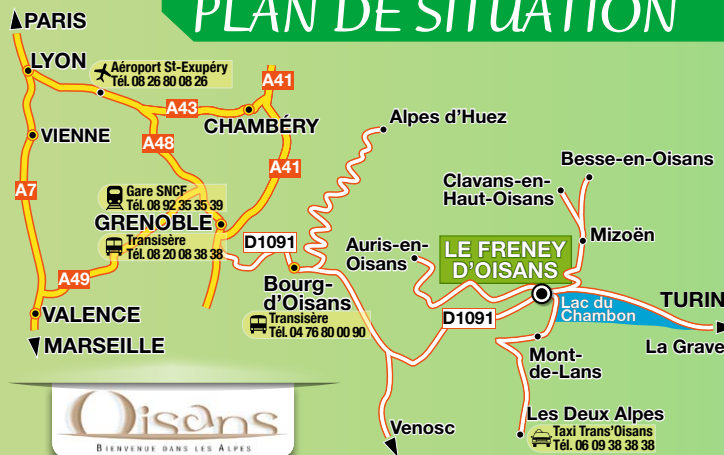 PLAN DE SITUATION
PARIS
LYON
Aéroport St-Exupéry
Tél. 08 26 80 08 26
A41
A43
CHAMBÉRY
VIENNE
A48
A41
A7
Gare SNCF
Tél. 08 92 35 35 39
GRENOBLE
Transisère
Tél. 08 20 08 38 38
D1091
A49
VALENCE
MARSEILLE
Alpes d'Huez
Besse-en-Oisans
Clavans-en-
Haut-Oisans
Mizoën
Auris-en-
Oisans
LE FRENEY
D'OISANS
Bourg-
d'Oisans
Transisère
Tél. 04 76 80 00 90
D1091
Lac du
Chambon
TURIN
La Grave
Mont-
de-Lans
Les Deux Alpes
Taxi Trans'Oisans
Tél. 06 09 38 38 38
Venosc
Oisans
BIENVENUE DANS LES ALPES